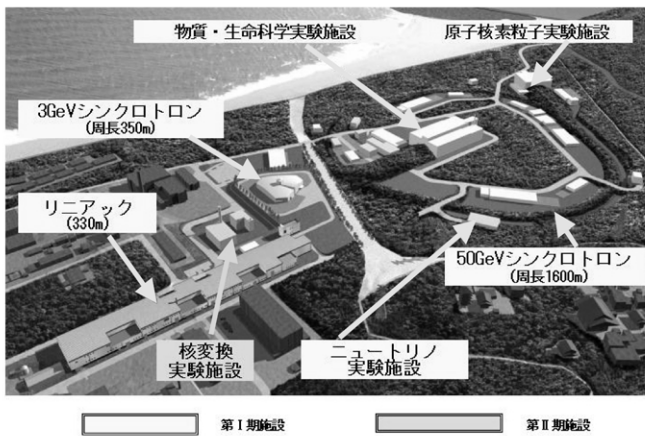 物質・生命科学実験施設
原子核素粒子実験施設
3GeVシンクロトロン
(周長350m)
リニアック
(330m)
50GeVシンクロトロン
(周長1600m)
核変換
実験施設
ニュートリノ
実験施設
第Ⅰ期施設
第Ⅱ期施設